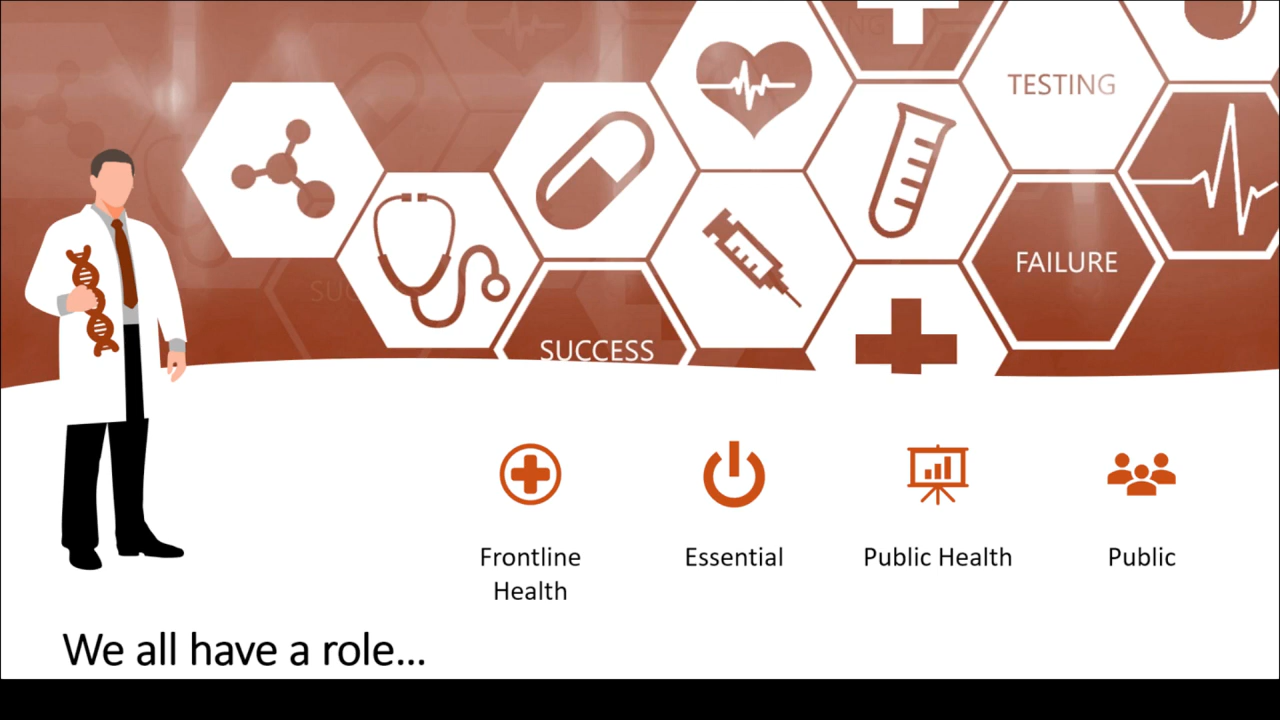 TESTING
FAILURE
SUCCESS
Frontline
Health
Essential
Public Health
Public
We all have a role...